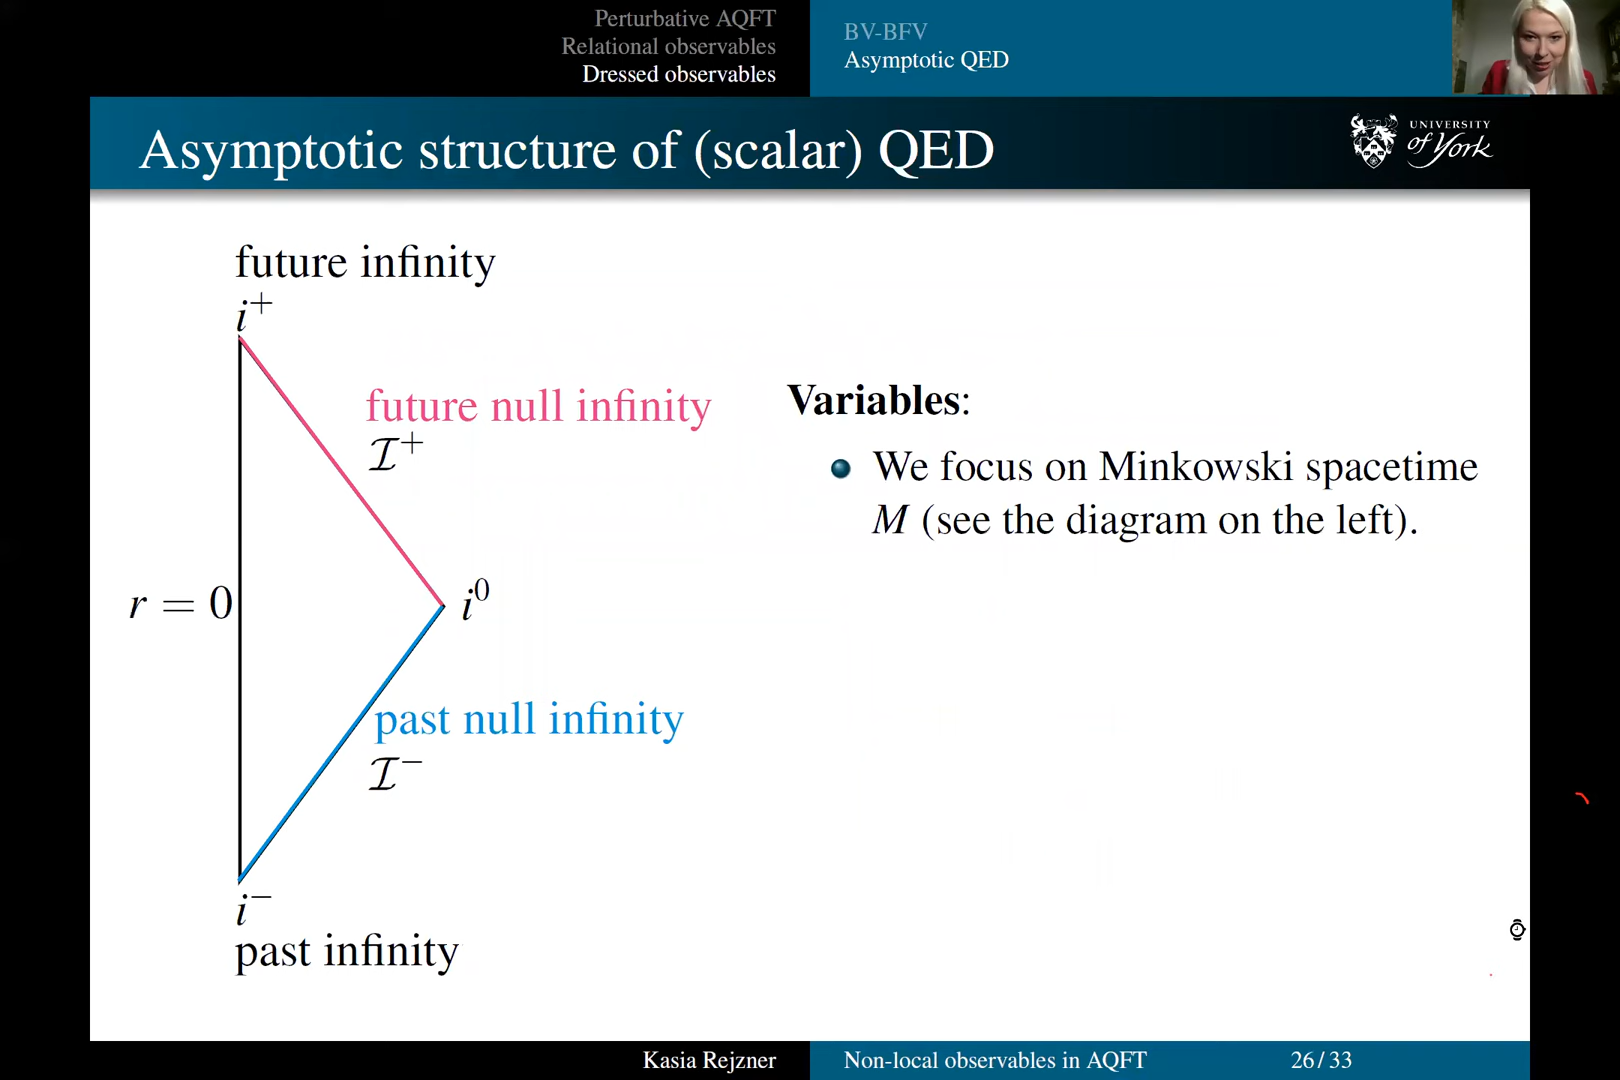 Perturbative AQFT
Relational observables
Dressed observables
BV-BFV
Asymptotic QED
Asymptotic structure of (scalar) QED
UNIVERSITY
of York
future infinity
i⁺
future null infinity
ℐ⁺
r = 0
i⁰
past null infinity
ℐ⁻
i⁻
past infinity
Variables:
We focus on Minkowski spacetime
M (see the diagram on the left).
Kasia Rejzner
Non-local observables in AQFT
26/33